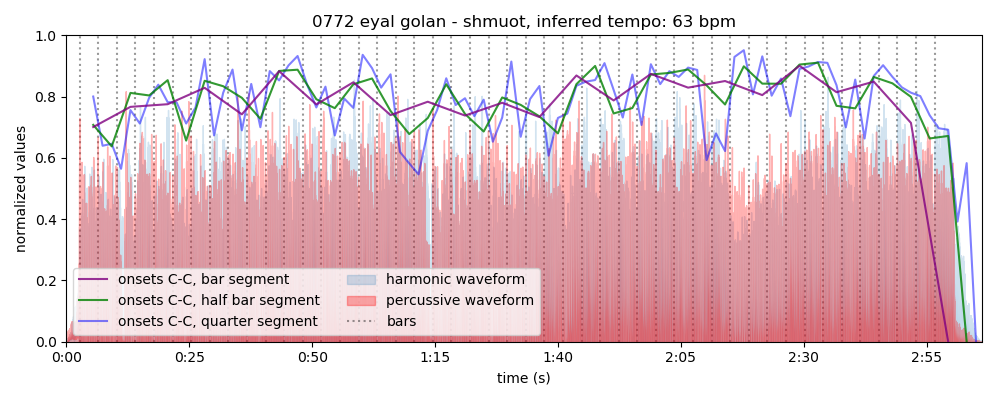 0772 eyal golan - shmuot, inferred tempo: 63 bpm
normalized values
1.0
0.8
0.6
0.4
0.2
0.0
onsets C-C, bar segment
onsets C-C, half bar segment
onsets C-C, quarter segment
harmonic waveform
percussive waveform
bars
0:00 0:25 0:50 1:15 1:40 2:05 2:30 2:55
time (s)